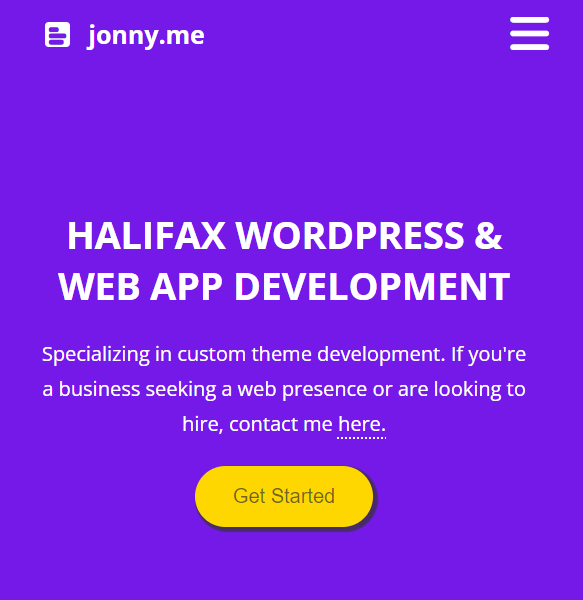 jonny.me
HALIFAX WORDPRESS &
WEB APP DEVELOPMENT
Specializing in custom theme development. If you're
a business seeking a web presence or are looking to
hire, contact me here.
Get Started